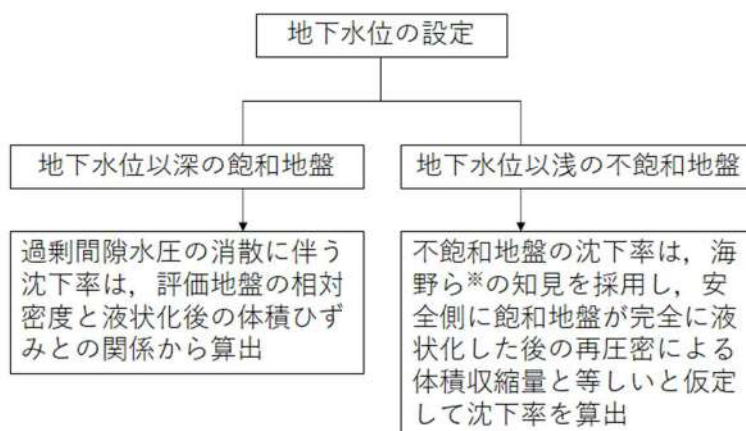 地下水位の設定
地下水位以深の飽和地盤
地下水位以浅の不飽和地盤
過剰間隙水圧の消散に伴う
沈下率は，評価地盤の相対
密度と液状化後の体積ひず
みとの関係から算出
不飽和地盤の沈下率は，海
野ら※の知見を採用し，安
全側に飽和地盤が完全に液
状化した後の再圧密による
体積収縮量と等しいと仮定
して沈下率を算出